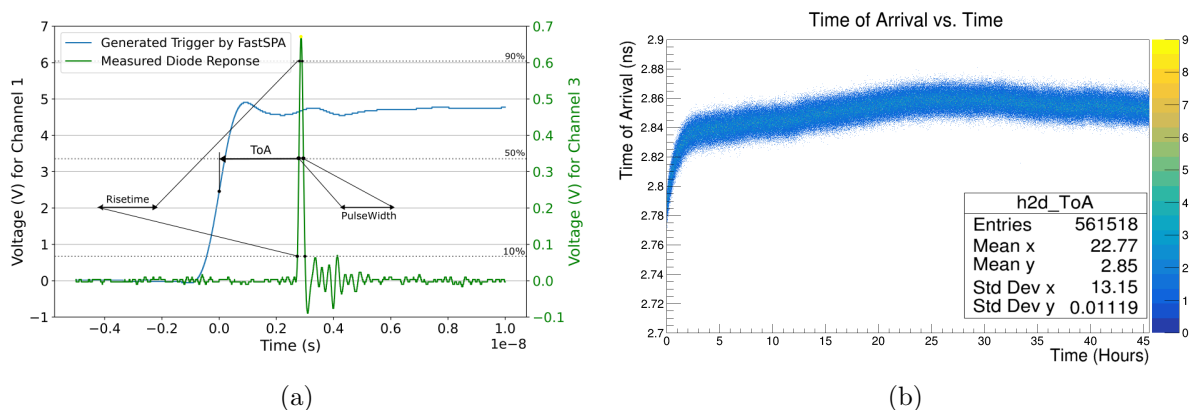 7
6
5
4
3
2
1
0
−1
Voltage (V) for Channel 1
Generated Trigger by FastSPA
Measured Diode Reponse
90%
50%
10%
ToA
Risetime
PulseWidth
0.7
0.6
0.5
0.4
0.3
0.2
0.1
0.0
−0.1
Voltage (V) for Channel 3
−0.4 −0.2 0.0 0.2 0.4 0.6 0.8 1.0
1e−8
Time (s)
(a)
Time of Arrival vs. Time
Time of Arrival (ns)
2.9
2.88
2.86
2.84
2.82
2.8
2.78
2.76
2.74
2.72
2.7
h2d_ToA
Entries 561518
Mean x 22.77
Mean y 2.85
Std Dev x 13.15
Std Dev y 0.01119
9
8
7
6
5
4
3
2
1
0
0 5 10 15 20 25 30 35 40 45
Time (Hours)
(b)